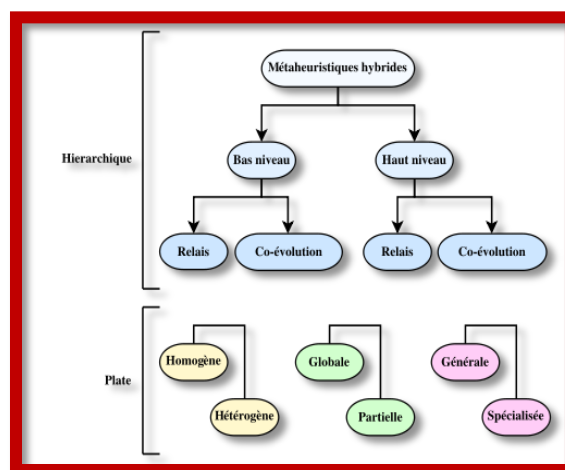 Métaheuristiques hybrides
Hierarchique
Bas niveau
Haut niveau
Relais
Co-évolution
Relais
Co-évolution
Plate
Homogène
Globale
Générale
Hétérogène
Partielle
Spécialisée